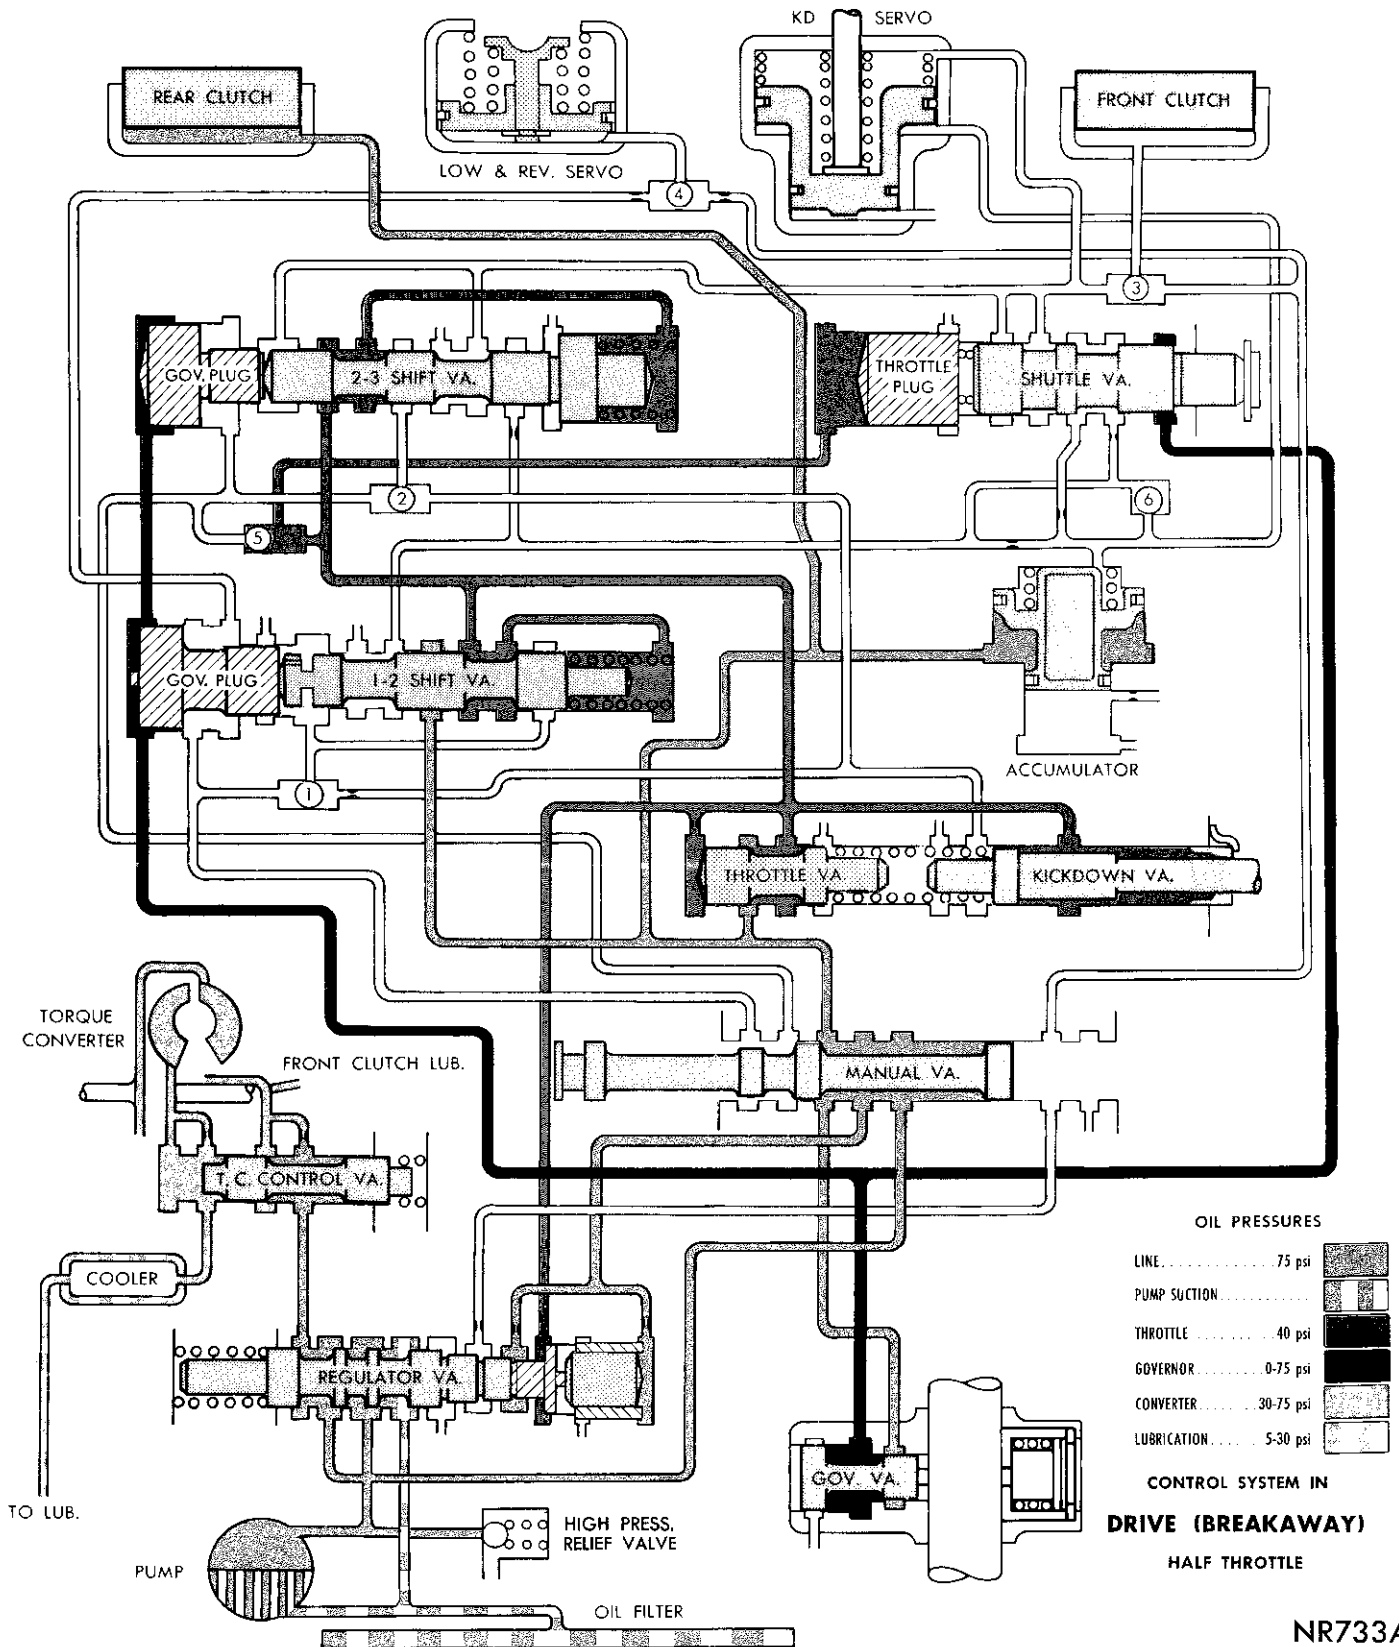 KD SERVO
REAR CLUTCH
FRONT CLUTCH
LOW & REV. SERVO
4
3
GOV. PLUG
2-3 SHIFT VA.
THROTTLE
PLUG
SHUTTLE VA.
2
6
5
GOV. PLUG
1-2 SHIFT VA.
ACCUMULATOR
1
THROTTLE VA.
KICKDOWN VA.
TORQUE
CONVERTER
FRONT CLUTCH LUB.
MANUAL VA.
T. C. CONTROL VA.
COOLER
OIL PRESSURES
LINE............75 psi
PUMP SUCTION............
THROTTLE........40 psi
GOVERNOR........0-75 psi
CONVERTER.....30-75 psi
LUBRICATION......5-30 psi
REGULATOR VA.
GOV. VA.
TO LUB.
CONTROL SYSTEM IN
DRIVE (BREAKAWAY)
HALF THROTTLE
HIGH PRESS.
RELIEF VALVE
PUMP
OIL FILTER
NR733A